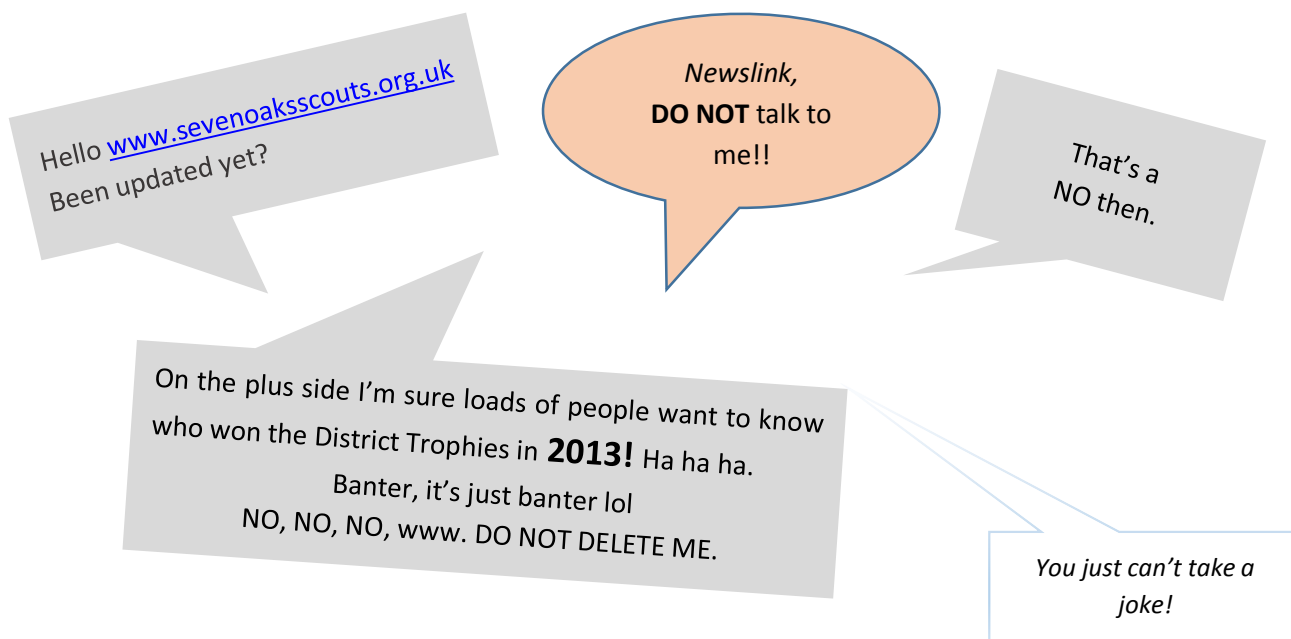 Hello www.sevenoaksscouts.org.uk
Been updated yet?
Newslink,
DO NOT talk to
me!!
That’s a
NO then.
On the plus side I’m sure loads of people want to know
who won the District Trophies in 2013! Ha ha ha.
Banter, it’s just banter lol
NO, NO, NO, www. DO NOT DELETE ME.
You just can’t take a
joke!